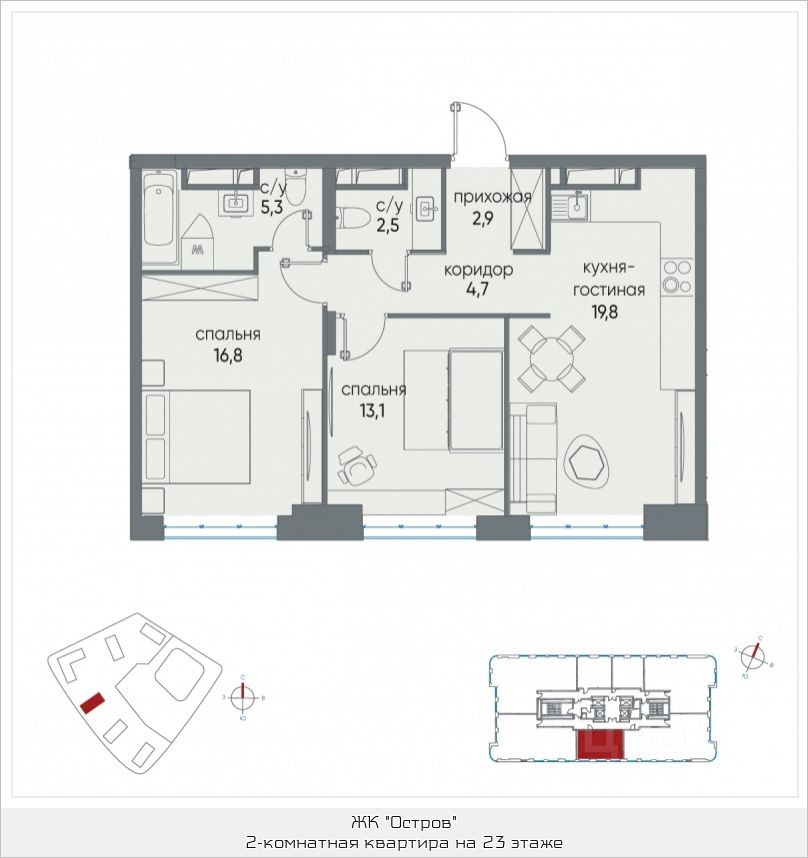 с/у
5,3
с/у
2,5
прихожая
2,9
коридор
4,7
кухня-
гостиная
19,8
спальня
16,8
спальня
13,1
М
С
З
В
Ю
С
З
В
Ю
ЖК "Остров"
2-комнатная квартира на 23 этаже